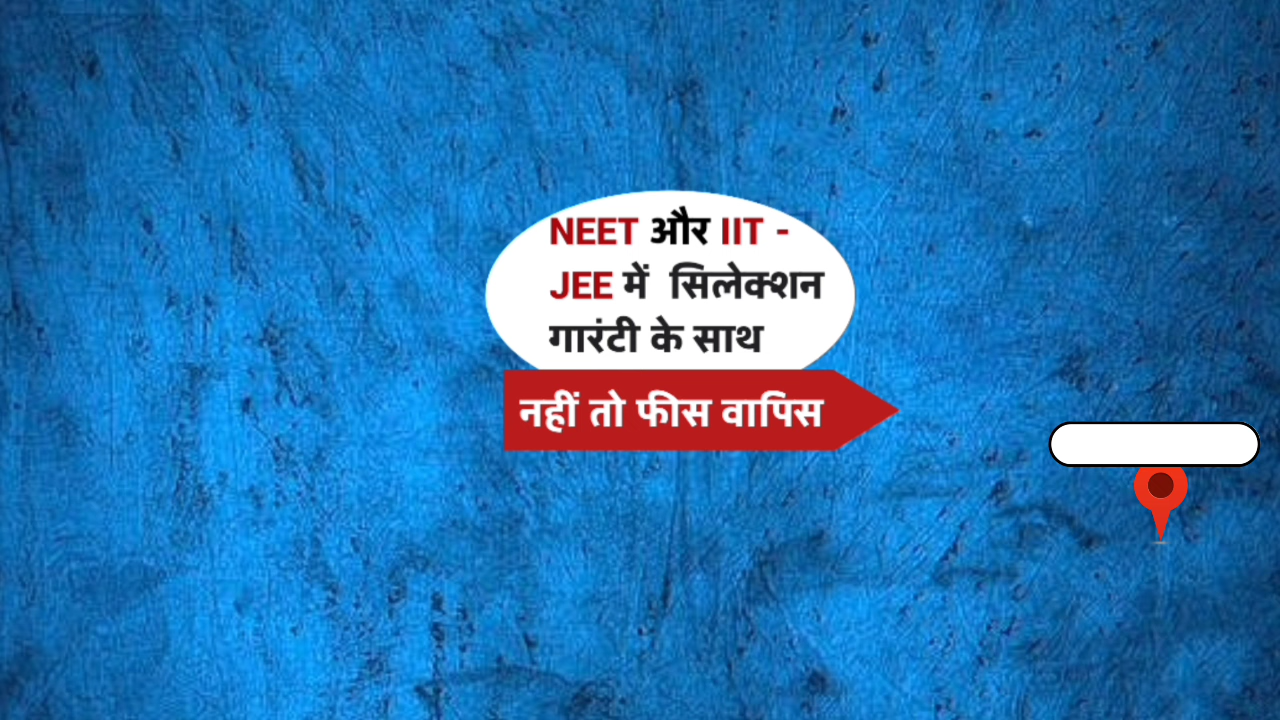 NEET और IIT -
JEE में सिलेक्शन
गारंटी के साथ
नहीं तो फीस वापिस